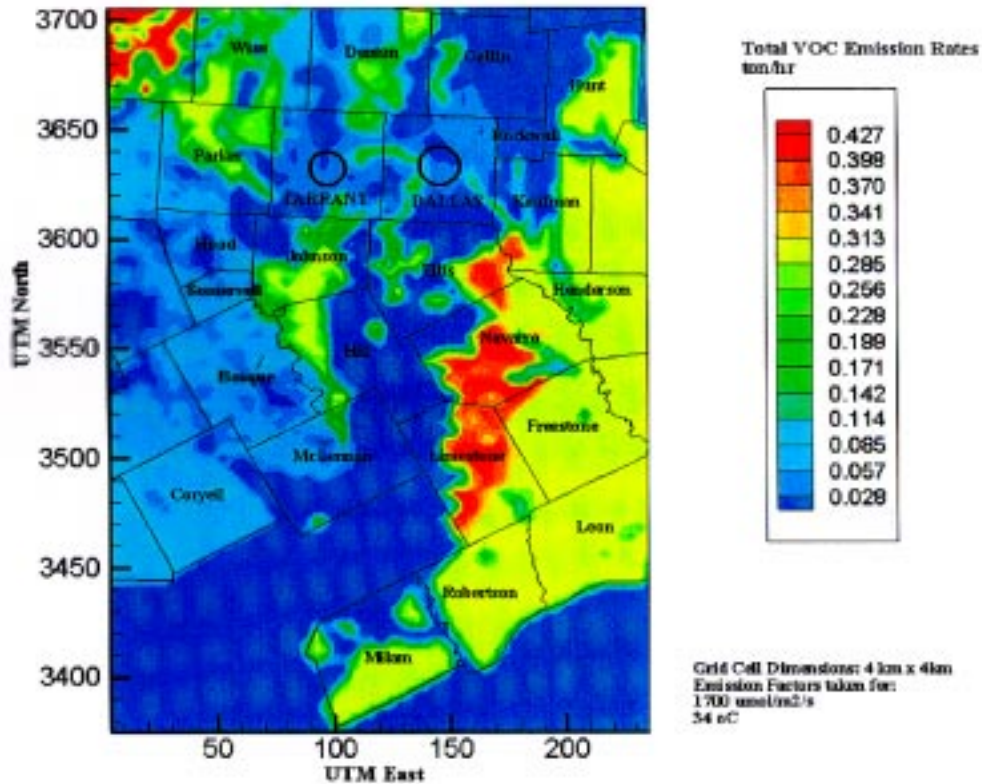 3700
3650
3600
3550
3500
3450
3400
UTM North
50
100
150
200
UTM East
Wise
Denton
Collin
Hunt
Rockwall
Parker
TARRANT
DALLAS
Kaufman
Hood
Johnson
Ellis
Somervell
Henderson
Navarro
Hill
Bosque
Freestone
McLennan
Limestone
Coryell
Leon
Robertson
Milam
Total VOC Emission Rates
ton/hr
0.427
0.398
0.370
0.341
0.313
0.285
0.256
0.228
0.199
0.171
0.142
0.114
0.085
0.057
0.028
Grid Cell Dimensions: 4 km x 4km
Emission Factors taken for:
1700 umol/m2/s
34 oC